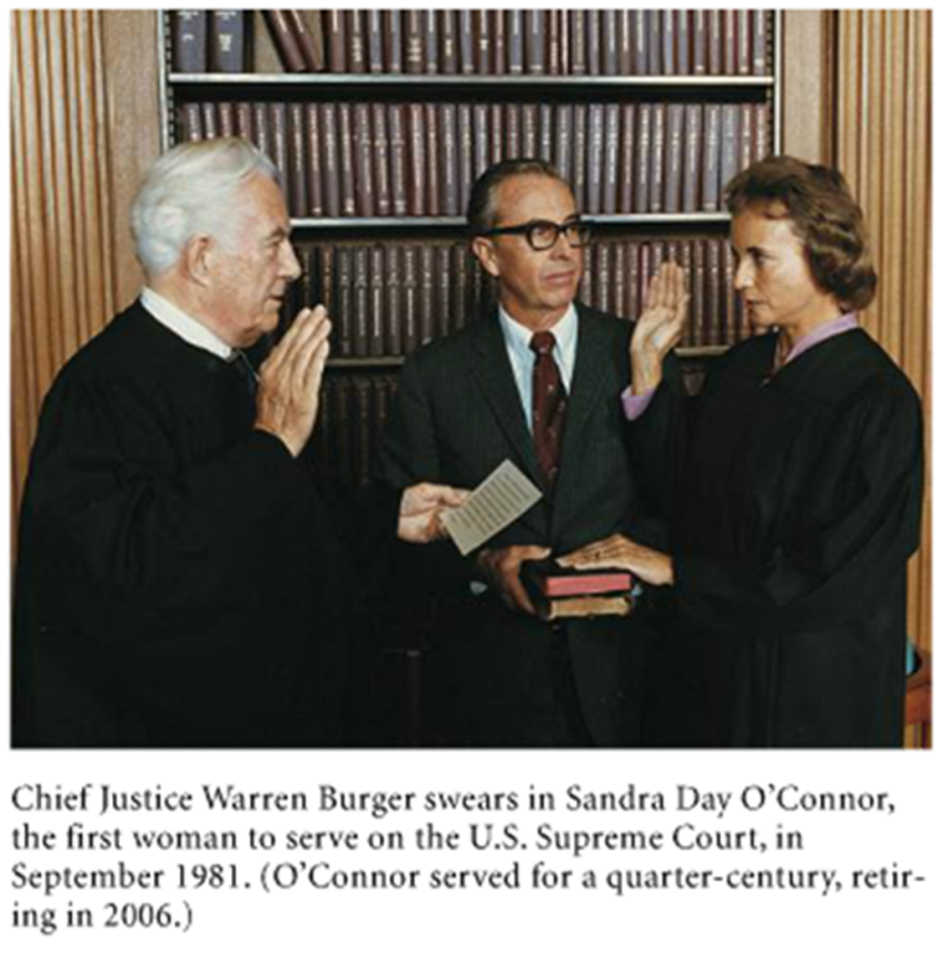 Chief Justice Warren Burger swears in Sandra Day O’Connor,
the first woman to serve on the U.S. Supreme Court, in
September 1981. (O’Connor served for a quarter-century, retir-
ing in 2006.)